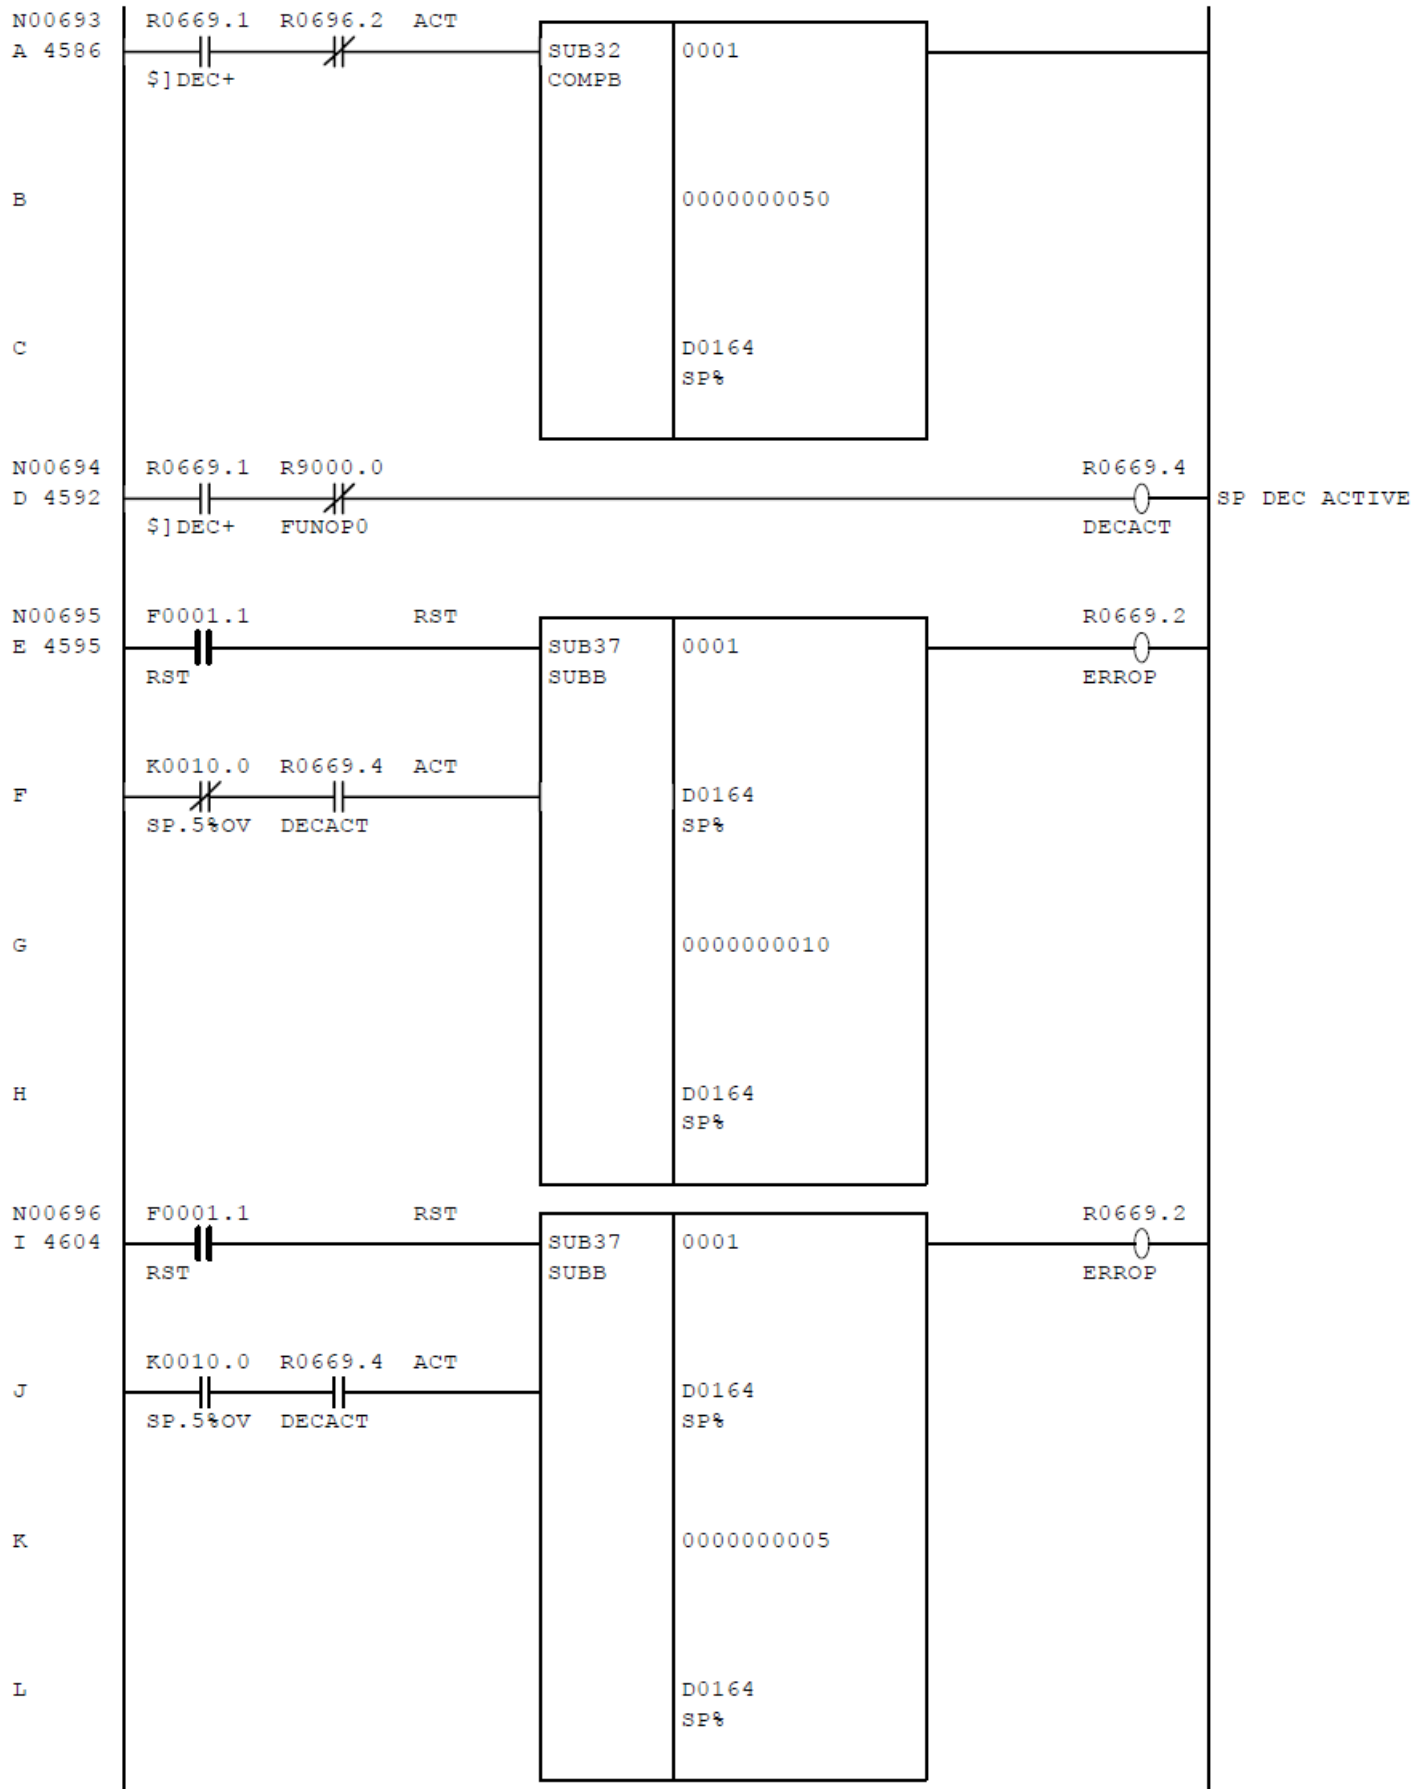 N00693 R0669.1 R0696.2 ACT
A 4586 SUB32 0001
$]DEC+ COMPB
B 0000000050
C D0164
SP%
N00694 R0669.1 R9000.0 R0669.4
D 4592 SP DEC ACTIVE
$]DEC+ FUNOP0 DECACT
N00695 F0001.1 RST R0669.2
E 4595 SUB37 0001
RST SUBB ERROP
K0010.0 R0669.4 ACT
F D0164
SP.5%OV DECACT SP%
G 0000000010
H D0164
SP%
N00696 F0001.1 RST R0669.2
I 4604 SUB37 0001
RST SUBB ERROP
K0010.0 R0669.4 ACT
J D0164
SP.5%OV DECACT SP%
K 0000000005
L D0164
SP%